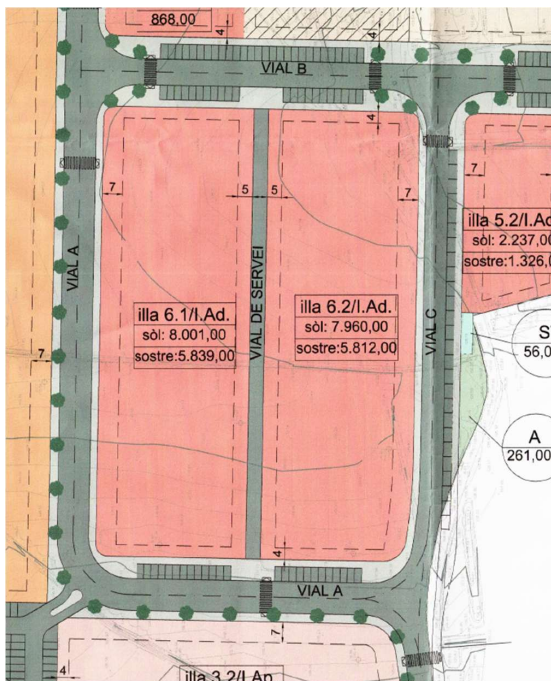 868,00
4
4
VIAL B
4
7
5
5
7
illa 5.2/I.Ad
sòl: 2.237,00
sostre:1.326,0
VIAL A
VIAL DE SERVEI
VIAL C
illa 6.1/I.Ad.
sòl: 8.001,00
sostre:5.839,00
illa 6.2/I.Ad.
sòl: 7.960,00
sostre:5.812,00
S
56,0
7
A
261,00
4
VIAL A
7
4
illa 3.2/I.Ap